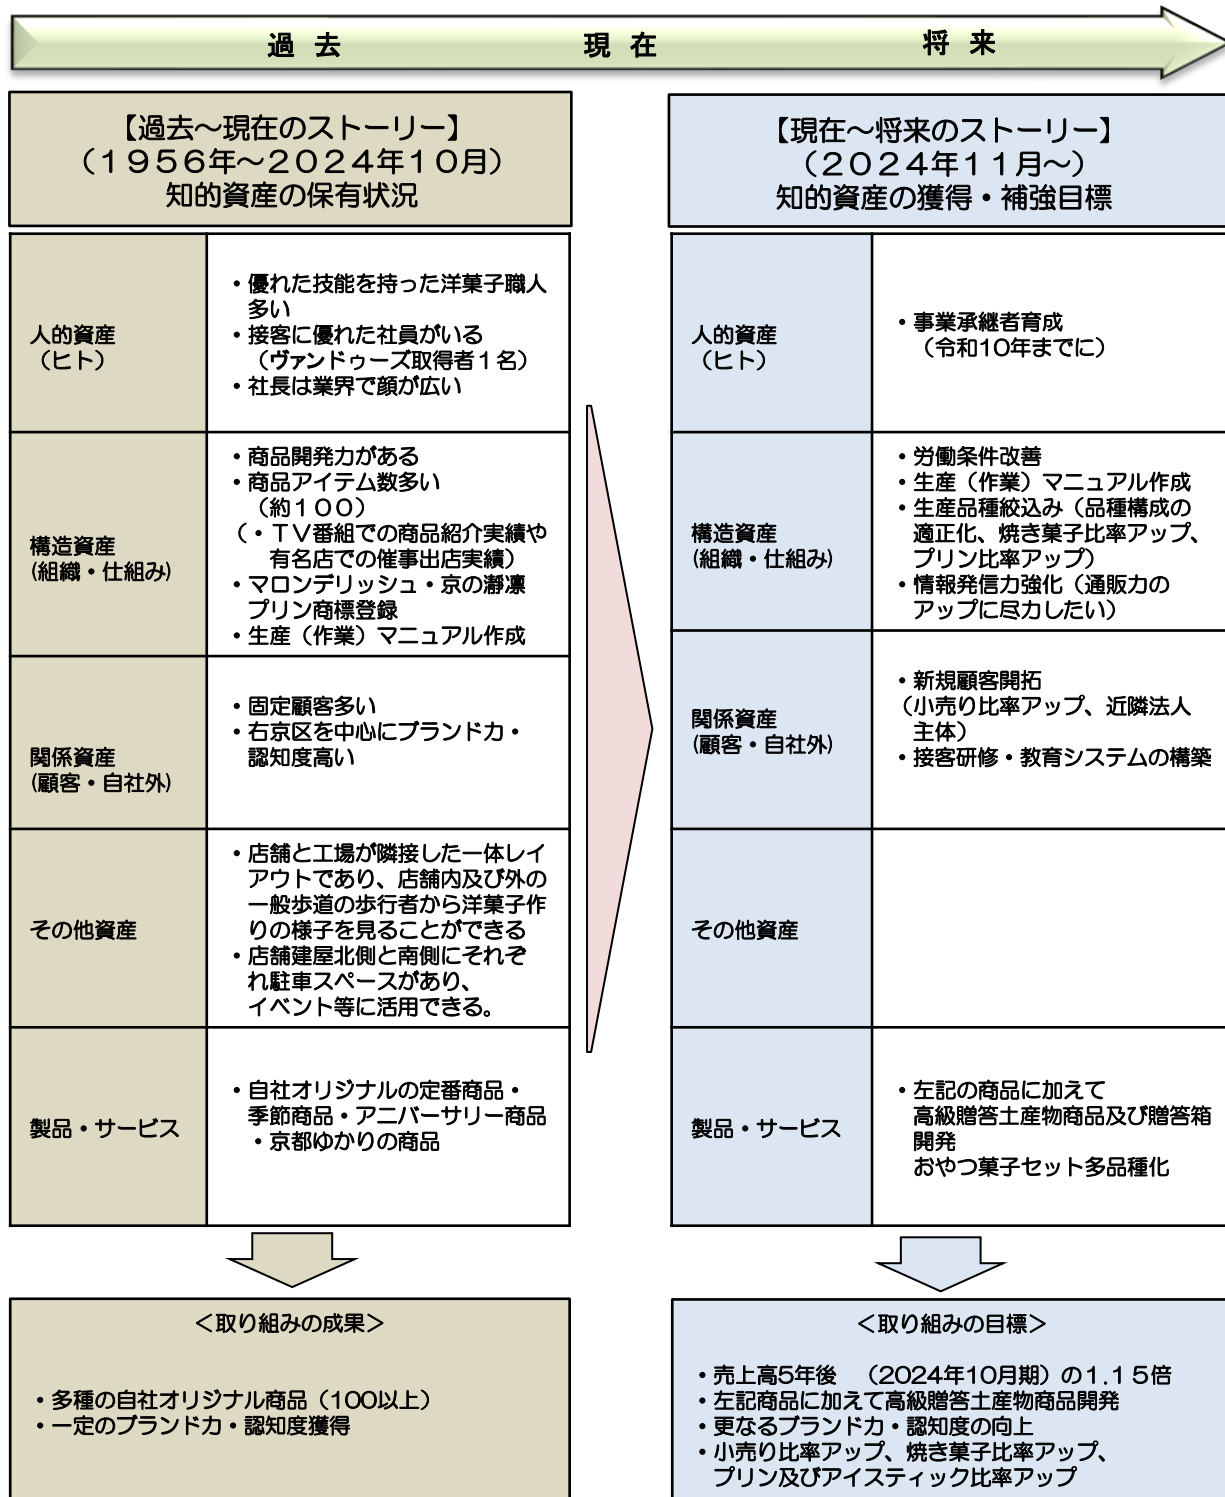 過去 現在 将来
【過去～現在のストーリー】
（１９５６年～２０２４年１０月）
知的資産の保有状況
人的資産
（ヒト）
・優れた技能を持った洋菓子職人
多い
・接客に優れた社員がいる
（ヴァンドゥーズ取得者１名）
・社長は業界で顔が広い
構造資産
(組織・仕組み)
・商品開発力がある
・商品アイテム数多い
（約１００）
（・ＴＶ番組での商品紹介実績や
有名店での催事出店実績）
・マロンデリッシュ・京の瀞凛
プリン商標登録
・生産（作業）マニュアル作成
関係資産
(顧客・自社外)
・固定顧客多い
・右京区を中心にブランド力・
認知度高い
その他資産
・店舗と工場が隣接した一体レイ
アウトであり、店舗内及び外の
一般歩道の歩行者から洋菓子作
りの様子を見ることができる
・店舗建屋北側と南側にそれぞ
れ駐車スペースがあり、
イベント等に活用できる。
製品・サービス
・自社オリジナルの定番商品・
季節商品・アニバーサリー商品
・京都ゆかりの商品
＜取り組みの成果＞
・多種の自社オリジナル商品（100以上）
・一定のブランド力・認知度獲得
【現在～将来のストーリー】
（２０２４年１１月～）
知的資産の獲得・補強目標
人的資産
（ヒト）
・事業承継者育成
（令和10年までに）
構造資産
(組織・仕組み)
・労働条件改善
・生産（作業）マニュアル作成
・生産品種絞込み（品種構成の
適正化、焼き菓子比率アップ、
プリン比率アップ）
・情報発信力強化（通販力の
アップに尽力したい）
関係資産
(顧客・自社外)
・新規顧客開拓
（小売り比率アップ、近隣法人
主体）
・接客研修・教育システムの構築
その他資産
製品・サービス
・左記の商品に加えて
高級贈答土産物商品及び贈答箱
開発
おやつ菓子セット多品種化
＜取り組みの目標＞
・売上高5年後　（2024年10月期）の1.１5倍
・左記商品に加えて高級贈答土産物商品開発
・更なるブランド力・認知度の向上
・小売り比率アップ、焼き菓子比率アップ、
プリン及びアイスティック比率アップ